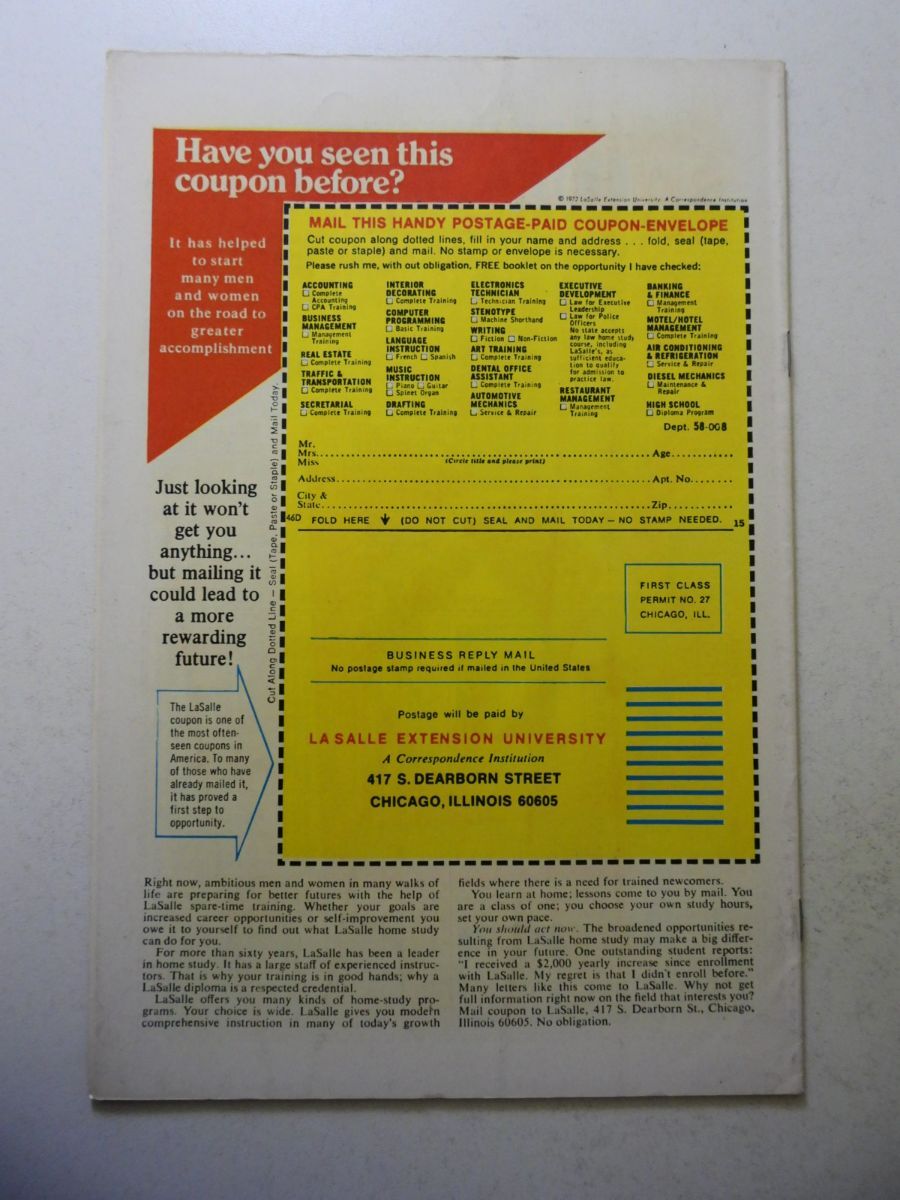 Have you seen this
coupon before?
It has helped
to start
many men
and women
on the road to
greater
accomplishment
© 1972 LaSalle Extension University, A Correspondence Institution
MAIL THIS HANDY POSTAGE-PAID COUPON-ENVELOPE
Cut coupon along dotted lines, fill in your name and address . . . fold, seal (tape,
paste or staple) and mail. No stamp or envelope is necessary.
Please rush me, with out obligation, FREE booklet on the opportunity I have checked:
ACCOUNTING
Complete
Accounting
CPA Training
BUSINESS
MANAGEMENT
Management
Training
REAL ESTATE
Complete Training
TRAFFIC &
TRANSPORTATION
Complete Training
SECRETARIAL
Complete Training
INTERIOR
DECORATING
Complete Training
COMPUTER
PROGRAMMING
Basic Training
LANGUAGE
INSTRUCTION
French Spanish
MUSIC
INSTRUCTION
Piano Guitar
Spinet Organ
DRAFTING
Complete Training
ELECTRONICS
TECHNICIAN
Technician Training
STENOTYPE
Machine Shorthand
WRITING
Fiction Non-Fiction
ART TRAINING
Complete Training
DENTAL OFFICE
ASSISTANT
Complete Training
AUTOMOTIVE
MECHANICS
Service & Repair
EXECUTIVE
DEVELOPMENT
Law for Executive
Leadership
Law for Police
Officers
No state accepts
any law home study
course, including
LaSalle's, as
sufficient educa-
tion to qualify
for admission to
practice law.
RESTAURANT
MANAGEMENT
Management
Training
BANKING
& FINANCE
Management
Training
MOTEL/HOTEL
MANAGEMENT
Complete Training
AIR CONDITIONING
& REFRIGERATION
Service & Repair
DIESEL MECHANICS
Maintenance &
Repair
HIGH SCHOOL
Diploma Program
Dept. 58-008
Mr.
Mrs. Age
Miss (Circle title and please print)
Address Apt. No.
City &
State Zip
46D FOLD HERE (DO NOT CUT) SEAL AND MAIL TODAY — NO STAMP NEEDED. 15
Cut Along Dotted Line — Seal (Tape, Paste or Staple) and Mail Today.
Just looking
at it won't
get you
anything...
but mailing it
could lead to
a more
rewarding
future!
The LaSalle
coupon is one of
the most often-
seen coupons in
America. To many
of those who have
already mailed it,
it has proved a
first step to
opportunity.
FIRST CLASS
PERMIT NO. 27
CHICAGO, ILL.
BUSINESS REPLY MAIL
No postage stamp required if mailed in the United States
Postage will be paid by
LA SALLE EXTENSION UNIVERSITY
A Correspondence Institution
417 S. DEARBORN STREET
CHICAGO, ILLINOIS 60605
Right now, ambitious men and women in many walks of
life are preparing for better futures with the help of
LaSalle spare-time training. Whether your goals are
increased career opportunities or self-improvement you
owe it to yourself to find out what LaSalle home study
can do for you.
For more than sixty years, LaSalle has been a leader
in home study. It has a large staff of experienced instruc-
tors. That is why your training is in good hands; why a
LaSalle diploma is a respected credential.
LaSalle offers you many kinds of home-study pro-
grams. Your choice is wide. LaSalle gives you modern
comprehensive instruction in many of today's growth
fields where there is a need for trained newcomers.
You learn at home; lessons come to you by mail. You
are a class of one; you choose your own study hours,
set your own pace.
You should act now. The broadened opportunities re-
sulting from LaSalle home study may make a big differ-
ence in your future. One outstanding student reports:
"I received a $2,000 yearly increase since enrollment
with LaSalle. My regret is that I didn't enroll before."
Many letters like this come to LaSalle. Why not get
full information right now on the field that interests you?
Mail coupon to LaSalle, 417 S. Dearborn St., Chicago,
Illinois 60605. No obligation.